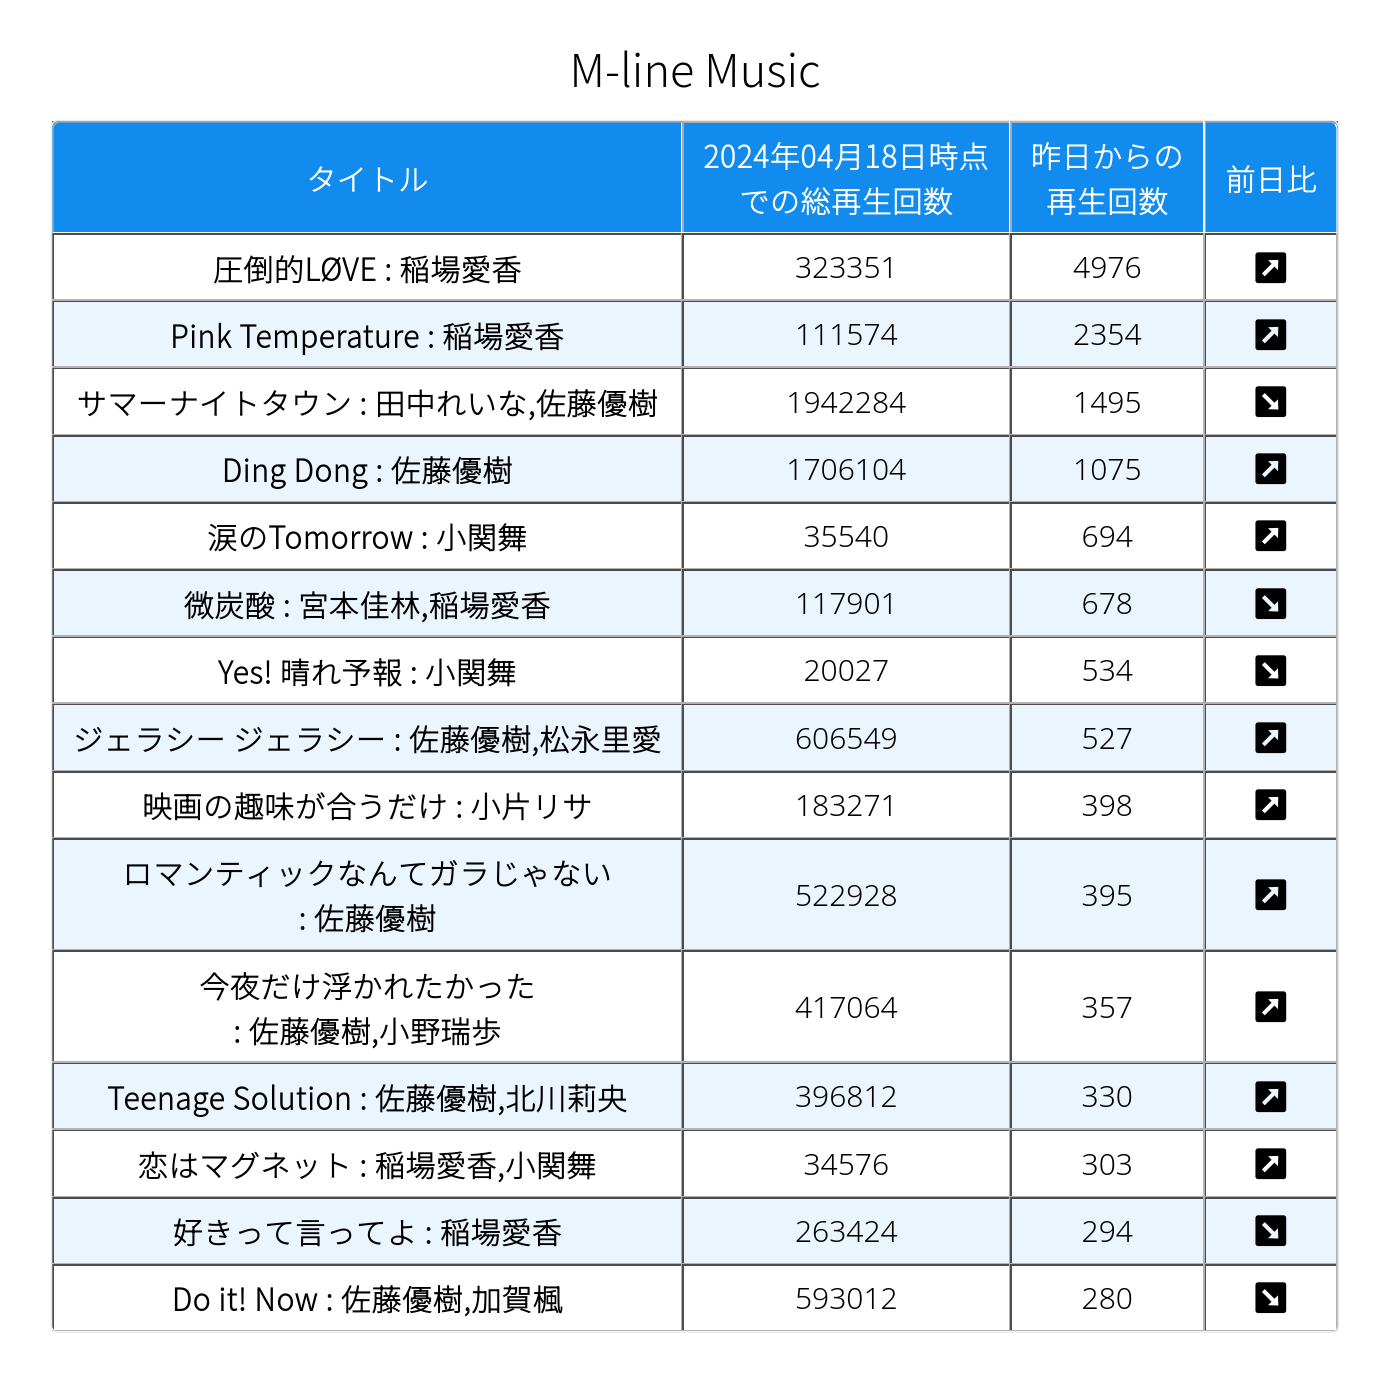 M-line Music
タイトル
2024年04月18日時点
での総再生回数
昨日からの
再生回数
前日比
圧倒的LØVE : 稲場愛香 323351 4976
Pink Temperature : 稲場愛香 111574 2354
サマーナイトタウン : 田中れいな,佐藤優樹 1942284 1495
Ding Dong : 佐藤優樹 1706104 1075
涙のTomorrow : 小関舞 35540 694
微炭酸 : 宮本佳林,稲場愛香 117901 678
Yes! 晴れ予報 : 小関舞 20027 534
ジェラシー ジェラシー : 佐藤優樹,松永里愛 606549 527
映画の趣味が合うだけ : 小片リサ 183271 398
ロマンティックなんてガラじゃない
: 佐藤優樹 522928 395
今夜だけ浮かれたかった
: 佐藤優樹,小野瑞歩 417064 357
Teenage Solution : 佐藤優樹,北川莉央 396812 330
恋はマグネット : 稲場愛香,小関舞 34576 303
好きって言ってよ : 稲場愛香 263424 294
Do it! Now : 佐藤優樹,加賀楓 593012 280